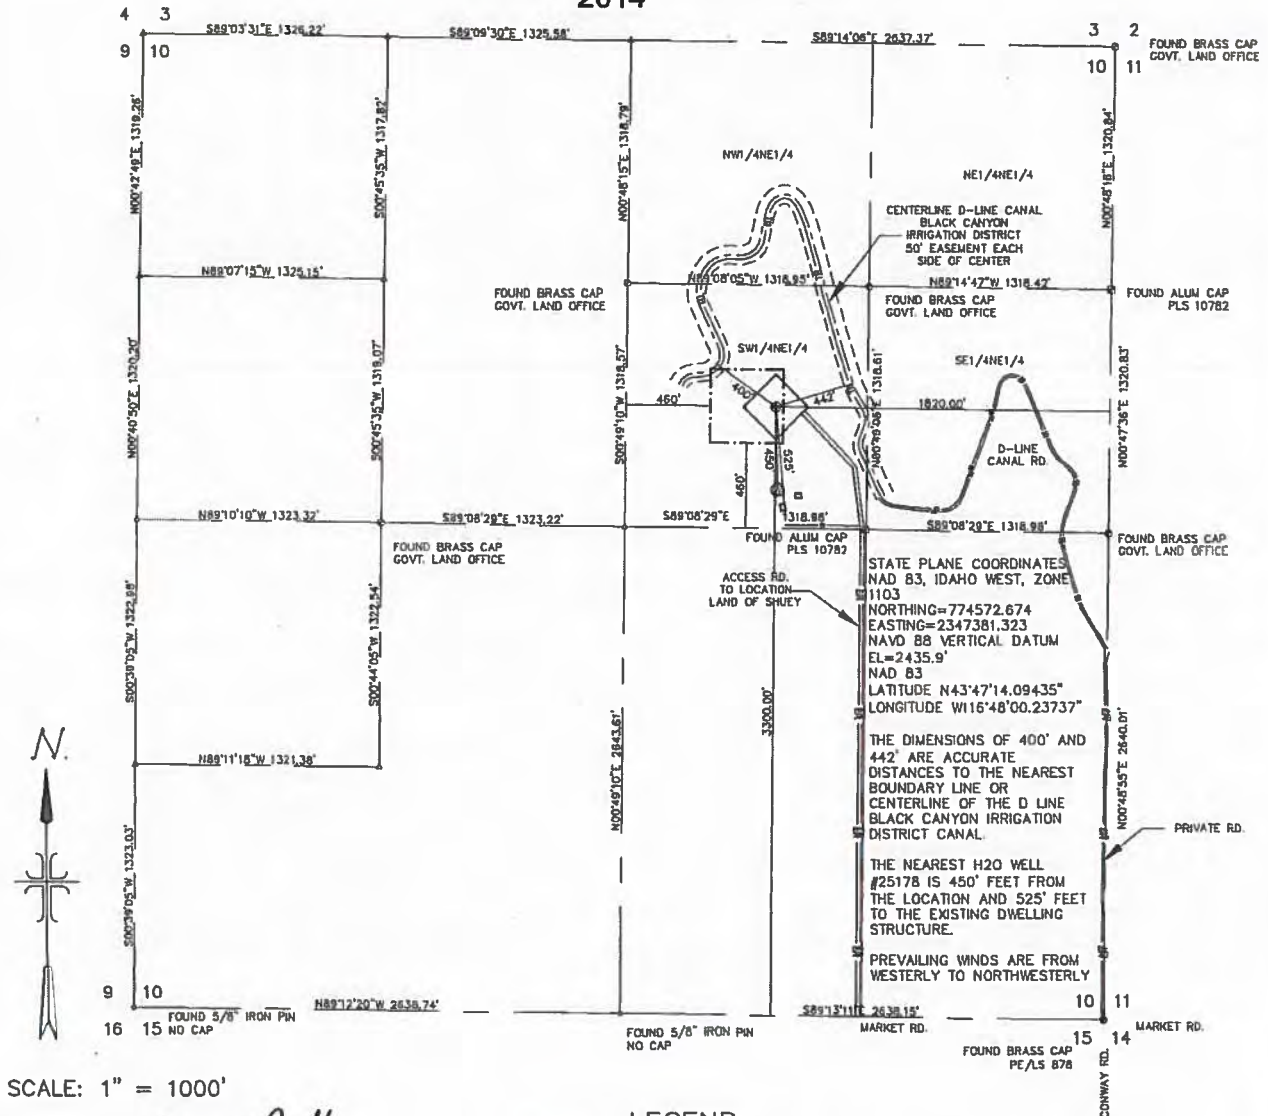 2014
4 3
S89°03'31"E 1326.22'
S89°09'30"E 1325.58'
S89°14'06"E 2637.37'
3 2
FOUND BRASS CAP
GOVT. LAND OFFICE
9 10
10 11
N00°42'49"E 1319.26'
S00°45'35"W 1317.82'
N00°48'15"E 1318.79'
N00°48'18"E 1320.84'
NW1/4NE1/4
NE1/4NE1/4
CENTERLINE D-LINE CANAL
BLACK CANYON
IRRIGATION DISTRICT
50' EASEMENT EACH
SIDE OF CENTER
N89°07'15"W 1325.15'
N89°08'05"W 1318.95'
N89°14'47"W 1318.42'
FOUND BRASS CAP
GOVT. LAND OFFICE
FOUND BRASS CAP
GOVT. LAND OFFICE
FOUND ALUM CAP
PLS 10782
SW1/4NE1/4
SE1/4NE1/4
N00°40'50"E 1320.20'
S00°45'35"W 1319.07'
S00°49'10"W 1318.57'
1318.61'
N00°47'36"E 1320.83'
460'
400'
442'
1820.00'
D-LINE
CANAL RD.
450'
525'
N89°10'10"W 1323.32'
S89°08'29"E 1323.22'
S89°08'29"E
1318.98'
S89°08'29"E 1318.98'
FOUND BRASS CAP
GOVT. LAND OFFICE
FOUND ALUM CAP
PLS 10782
FOUND BRASS CAP
GOVT. LAND OFFICE
ACCESS RD.
TO LOCATION
LAND OF SHUEY
STATE PLANE COORDINATES
NAD 83, IDAHO WEST, ZONE
1103
NORTHING=774572.674
EASTING=2347381.323
NAVD 88 VERTICAL DATUM
EL=2435.9'
NAD 83
LATITUDE N43°47'14.09435"
LONGITUDE W116°48'00.23737"
S00°39'05"W 1322.98'
S00°44'05"W 1322.54'
3300.00'
N00°49'10"E 2643.61'
N00°48'55"E 2640.01'
THE DIMENSIONS OF 400' AND
442' ARE ACCURATE
DISTANCES TO THE NEAREST
BOUNDARY LINE OR
CENTERLINE OF THE D LINE
BLACK CANYON IRRIGATION
DISTRICT CANAL.
PRIVATE RD.
N.
N89°11'18"W 1321.38'
S00°39'05"W 1323.03'
THE NEAREST H2O WELL
#25178 IS 450' FEET FROM
THE LOCATION AND 525' FEET
TO THE EXISTING DWELLING
STRUCTURE.
PREVAILING WINDS ARE FROM
WESTERLY TO NORTHWESTERLY
9 10
N89°12'20"W 2638.74'
S89°13'11"E 2638.15'
10 11
16 15
FOUND 5/8" IRON PIN
NO CAP
FOUND 5/8" IRON PIN
NO CAP
MARKET RD.
15 14
MARKET RD.
FOUND BRASS CAP
PE/LS 878
CONWAY RD.
SCALE: 1" = 1000'
LEGEND